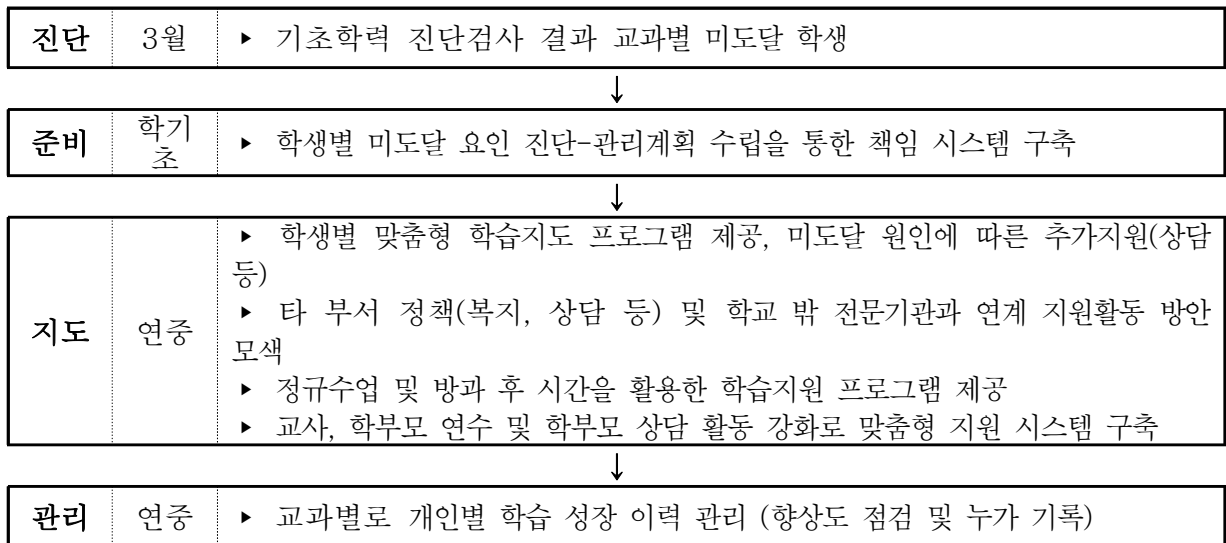 진단 3월 ▶ 기초학력 진단검사 결과 교과별 미도달 학생
↓
준비 학기초 ▶ 학생별 미도달 요인 진단-관리계획 수립을 통한 책임 시스템 구축
↓
지도 연중 ▶ 학생별 맞춤형 학습지도 프로그램 제공, 미도달 원인에 따른 추가지원(상담
등)
▶ 타 부서 정책(복지, 상담 등) 및 학교 밖 전문기관과 연계 지원활동 방안
모색
▶ 정규수업 및 방과 후 시간을 활용한 학습지원 프로그램 제공
▶ 교사, 학부모 연수 및 학부모 상담 활동 강화로 맞춤형 지원 시스템 구축
↓
관리 연중 ▶ 교과별로 개인별 학습 성장 이력 관리 (향상도 점검 및 누가 기록)